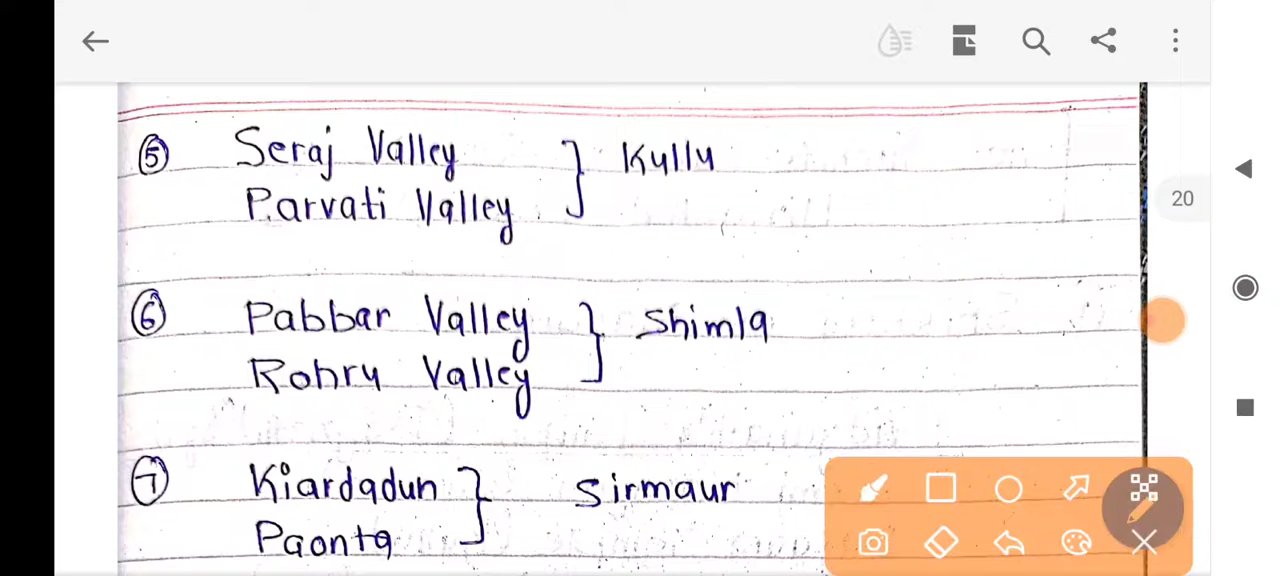 ⑤ Seraj Valley } Kullu
Parvati Valley
20
⑥ Pabbar Valley } Shimla
Rohru Valley
⑦ Kiardadun } Sirmaur
Paonta